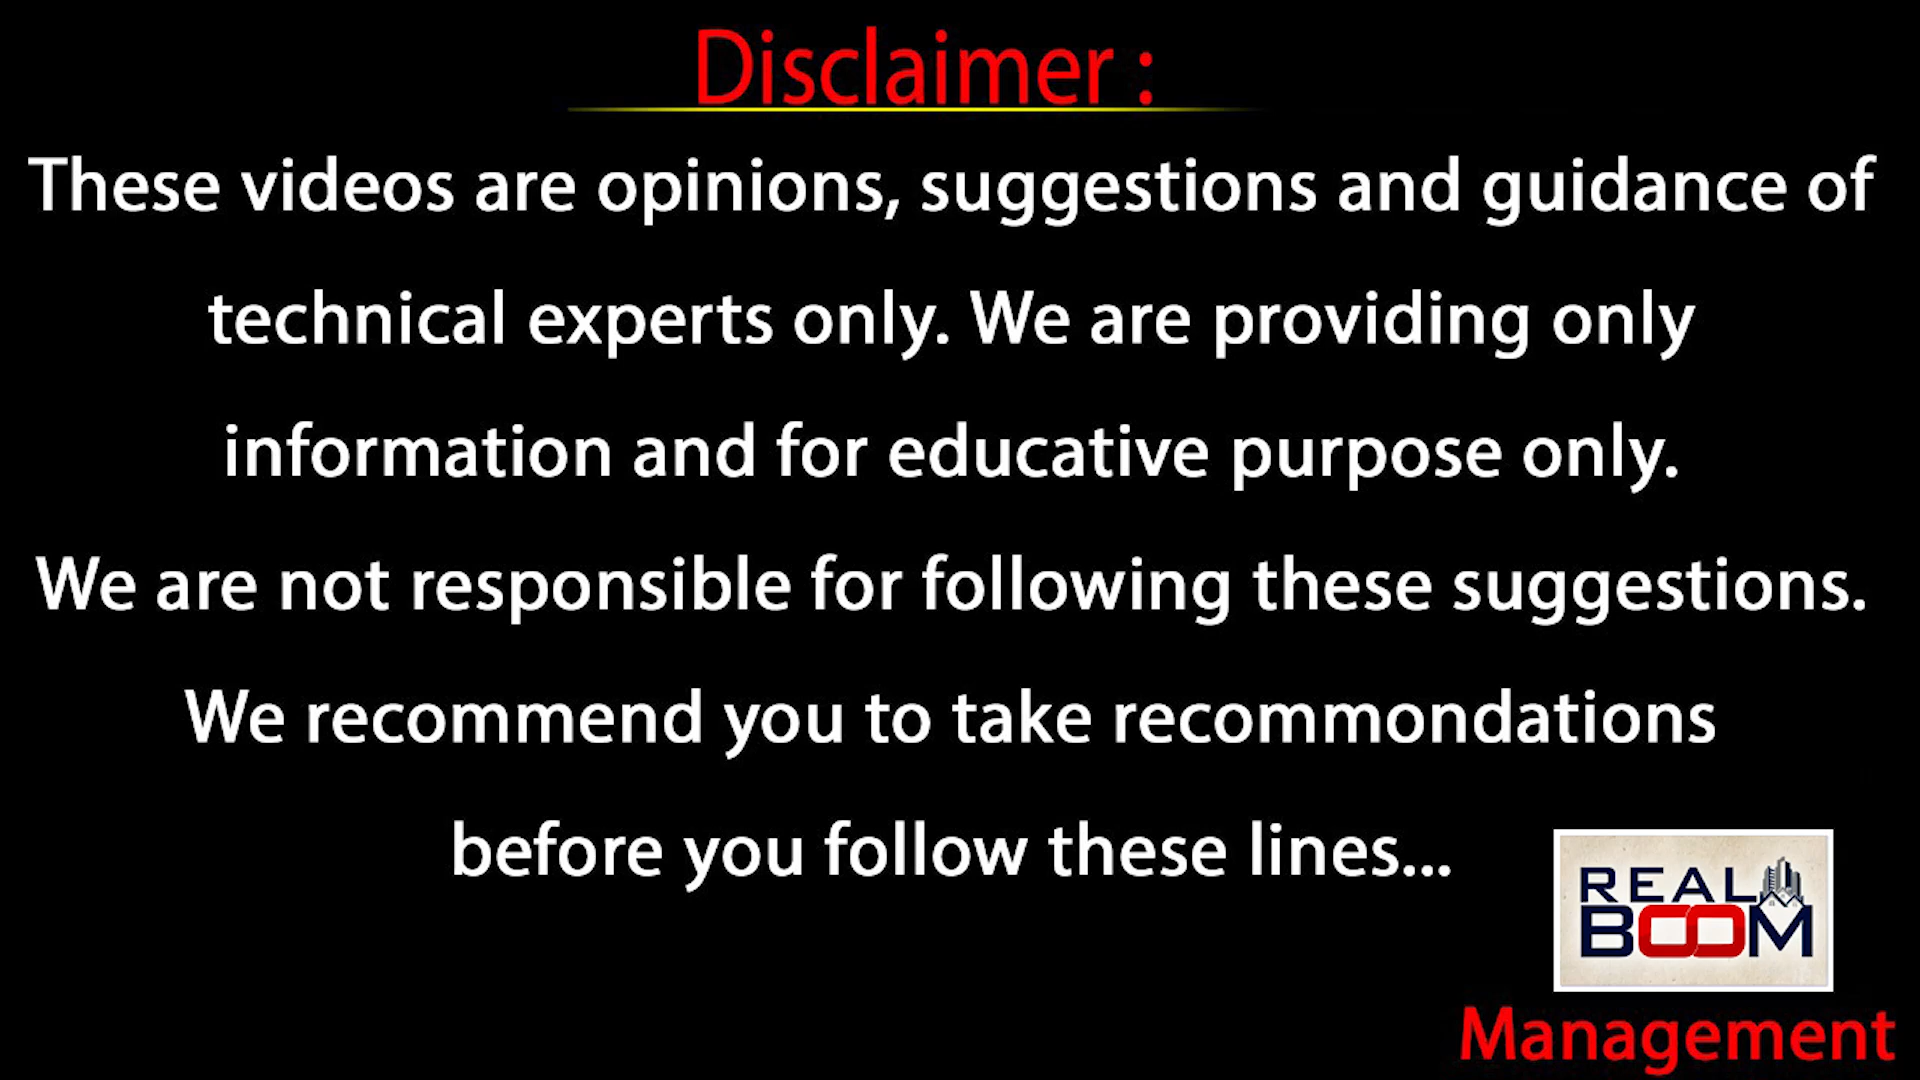 Disclaimer :
These videos are opinions, suggestions and guidance of
technical experts only. We are providing only
information and for educative purpose only.
We are not responsible for following these suggestions.
We recommend you to take recommondations
before you follow these lines...
REAL
BOOM
Management